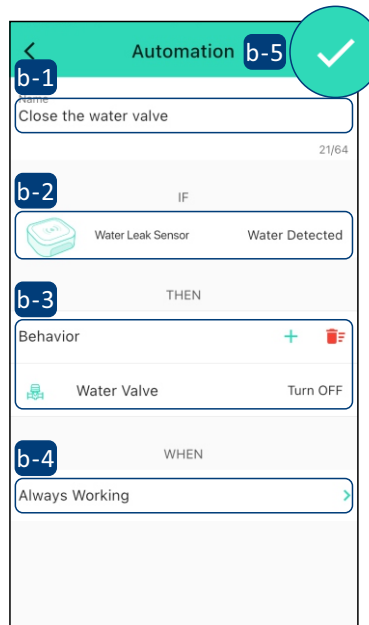 Automation
b-5
b-1
Name
Close the water valve
21/64
b-2
IF
Water Leak Sensor Water Detected
b-3
THEN
Behavior
Water Valve Turn OFF
b-4
WHEN
Always Working